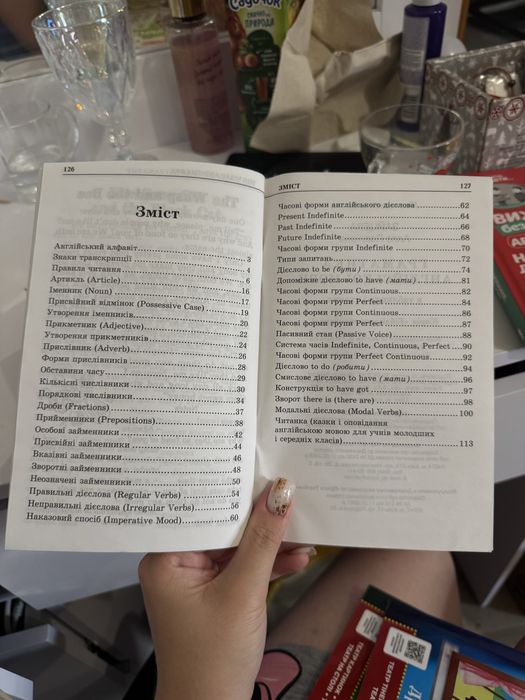 Садочок
126
Зміст
Англійський алфавіт 3
Знаки транскрипції 4
Правила читання 6
Артикль (Article) 16
Іменник (Noun) 17
Присвійний відмінок (Possessive Case) 19
Утворення іменників 20
Прикметник (Adjective) 22
Утворення прикметників 24
Прислівник (Adverb) 26
Форми прислівників 28
Обставини часу 29
Кількісні числівники 30
Порядкові числівники 34
Дроби (Fractions) 37
Прийменники (Prepositions) 38
Особові займенники 42
Присвійні займенники 44
Вказівні займенники 46
Зворотні займенники 48
Неозначені займенники 50
Правильні дієслова (Regular Verbs) 54
Неправильні дієслова (Irregular Verbs) 56
Наказовий спосіб (Imperative Mood) 60
ЗМІСТ 127
Часові форми англійського дієслова 62
Present Indefinite 64
Past Indefinite 66
Future Indefinite 68
Часові форми групи Indefinite 70
Типи запитань 72
Дієслово to be (бути) 74
Допоміжне дієслово to have (мати) 81
Часові форми групи Continuous 82
Часові форми групи Perfect 84
Часові форми групи Continuous 86
Часові форми групи Perfect 87
Пасивний стан (Passive Voice) 88
Система часів Indefinite, Continuous, Perfect 90
Часові форми групи Perfect Continuous 92
Дієслово to do (робити) 94
Смислове дієслово to have (мати) 96
Конструкція to have got 97
Зворот there is (there are) 98
Модальні дієслова (Modal Verbs) 100
Читанка (казки і оповідання
англійською мовою для учнів молодших
і середніх класів) 113